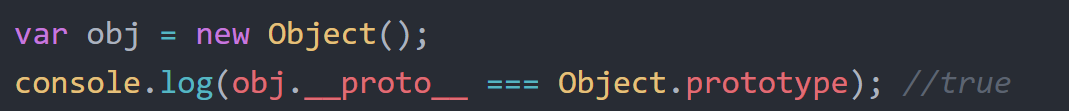 var obj = new Object();
console.log(obj.__proto__ === Object.prototype); //true